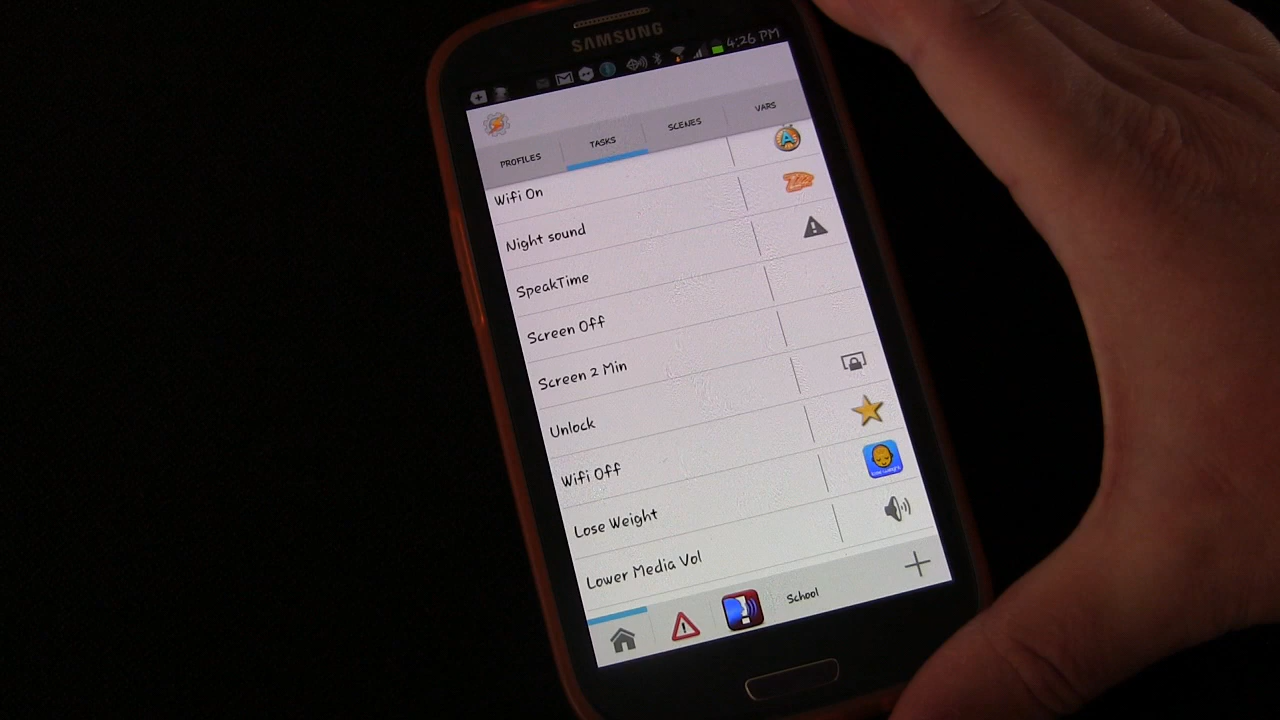 SAMSUNG
4:26 PM
PROFILES
TASKS
SCENES
VARS
Wifi On
Night sound
SpeakTime
Screen Off
Screen 2 Min
Unlock
Wifi Off
Lose Weight
Lower Media Vol
School